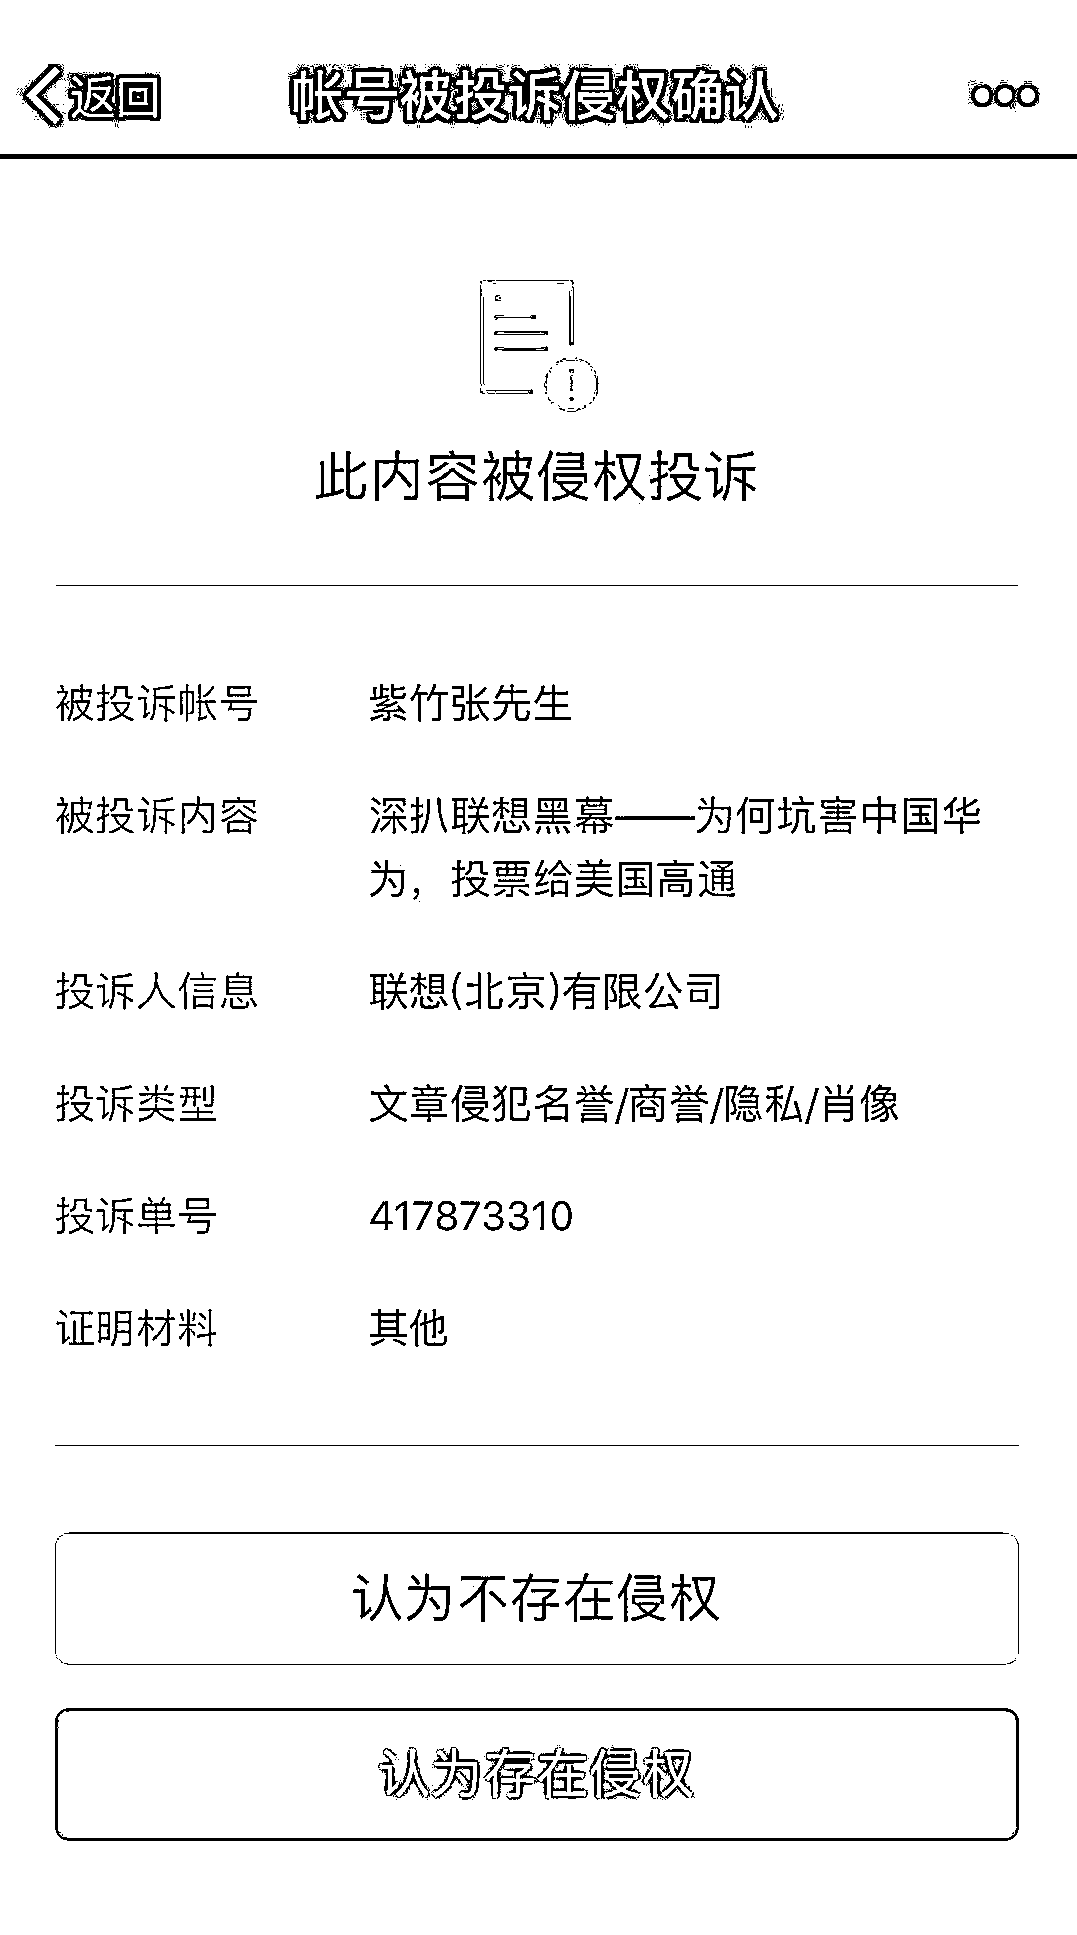 返回
帐号被投诉侵权确认
此内容被侵权投诉
被投诉帐号 紫竹张先生
被投诉内容 深扒联想黑幕——为何坑害中国华
为，投票给美国高通
投诉人信息 联想(北京)有限公司
投诉类型 文章侵犯名誉/商誉/隐私/肖像
投诉单号 417873310
证明材料 其他
认为不存在侵权
认为存在侵权